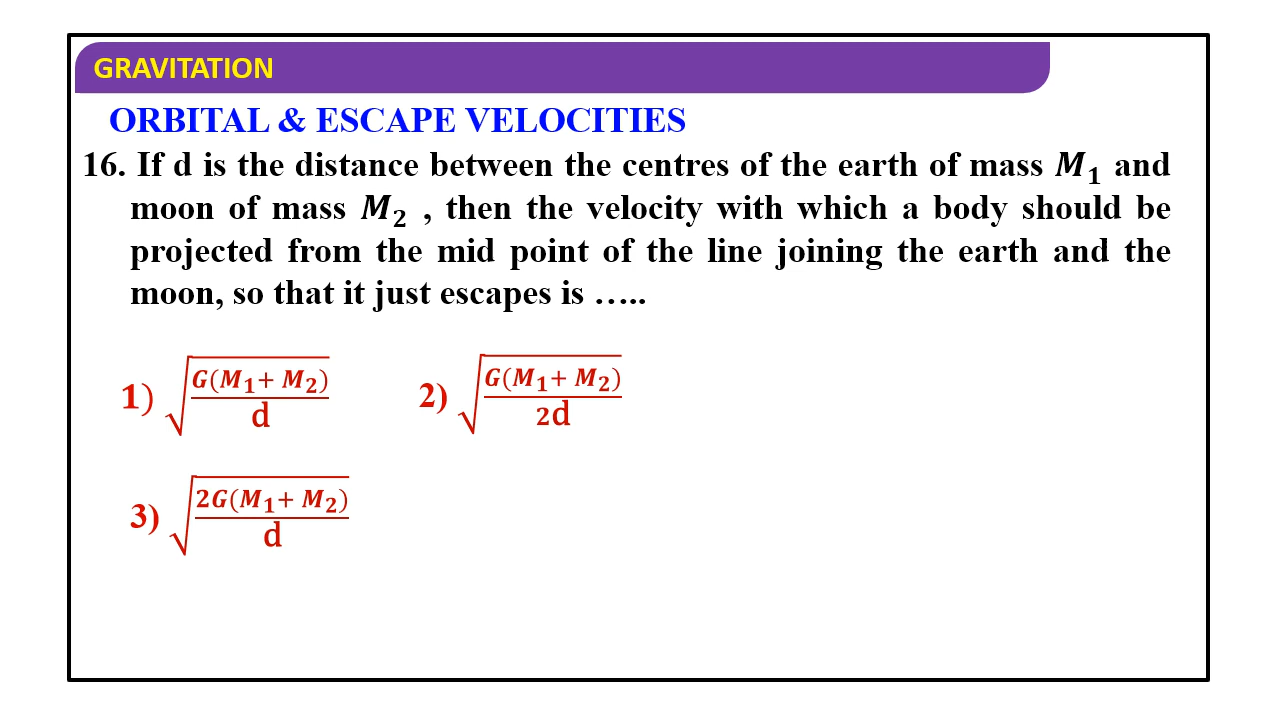 GRAVITATION
ORBITAL & ESCAPE VELOCITIES
16. If d is the distance between the centres of the earth of mass M₁ and
moon of mass M₂ , then the velocity with which a body should be
projected from the mid point of the line joining the earth and the
moon, so that it just escapes is …..
1) √(G(M₁+ M₂)/d) 2) √(G(M₁+ M₂)/2d)
3) √(2G(M₁+ M₂)/d)